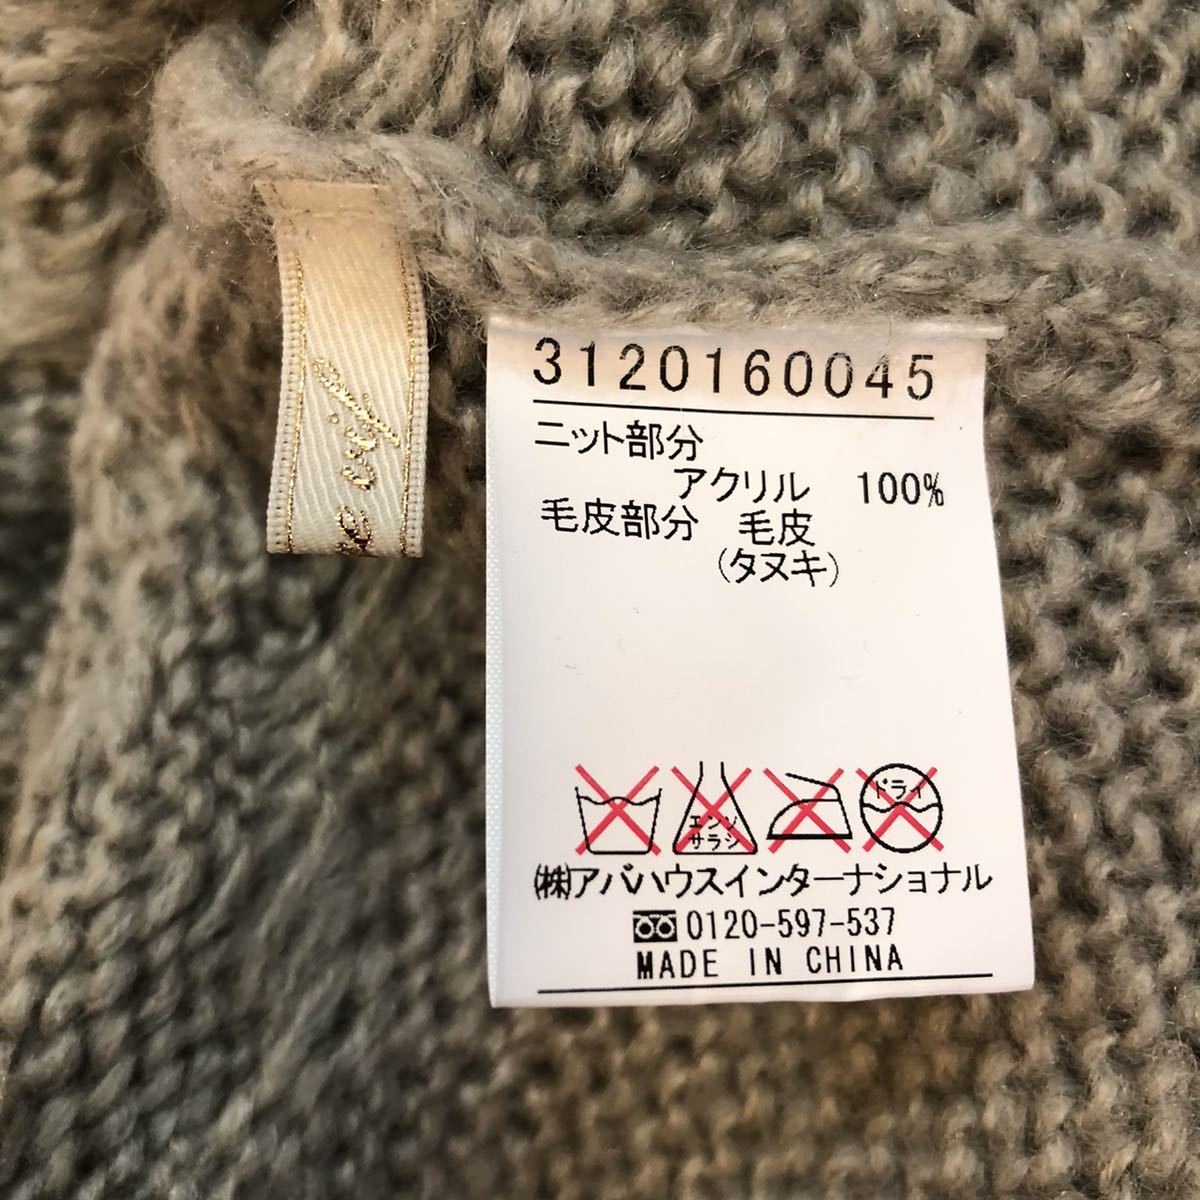 3120160045
ニット部分
アクリル 100%
毛皮部分 毛皮
(タヌキ)
エンソ
サラシ
ドライ
(株)アバハウスインターナショナル
0120-597-537
MADE IN CHINA